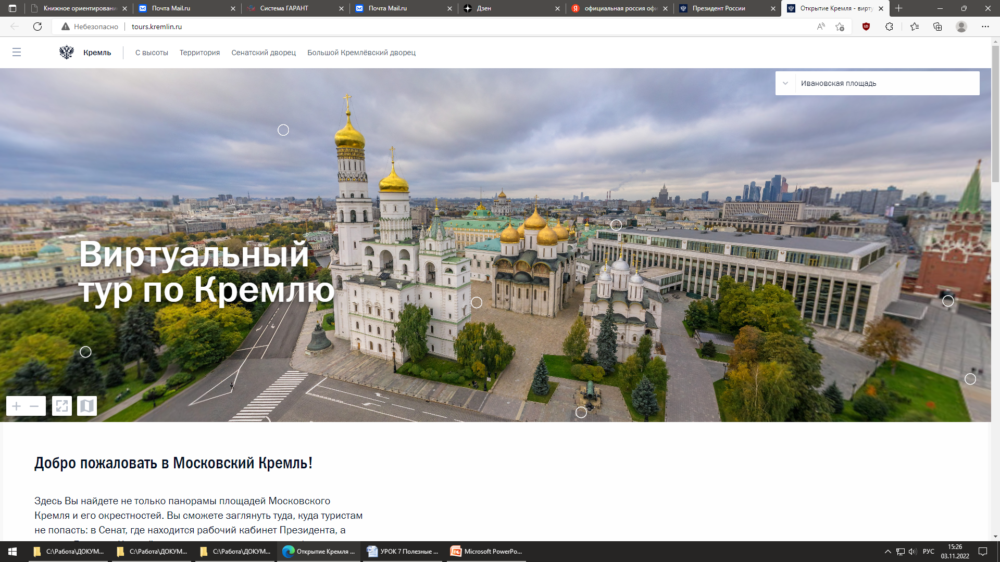 Книжное ориентировани
Почта Mail.ru
Система ГАРАНТ
Почта Mail.ru
Дзен
официальная россия офи
Президент России
Открытие Кремля - вирту
Небезопасно
tours.kremlin.ru
Кремль
С высоты
Территория
Сенатский дворец
Большой Кремлёвский дворец
Ивановская площадь
Виртуальный
тур по Кремлю
Добро пожаловать в Московский Кремль!
Здесь Вы найдете не только панорамы площадей Московского
Кремля и его окрестностей. Вы сможете заглянуть туда, куда туристам
не попасть: в Сенат, где находится рабочий кабинет Президента, а
C:\Работа\ДОКУМ...
C:\Работа\ДОКУМ...
C:\Работа\ДОКУМ...
Открытие Кремля ...
УРОК 7 Полезные ...
Microsoft PowerPo...
РУС
15:26
03.11.2022